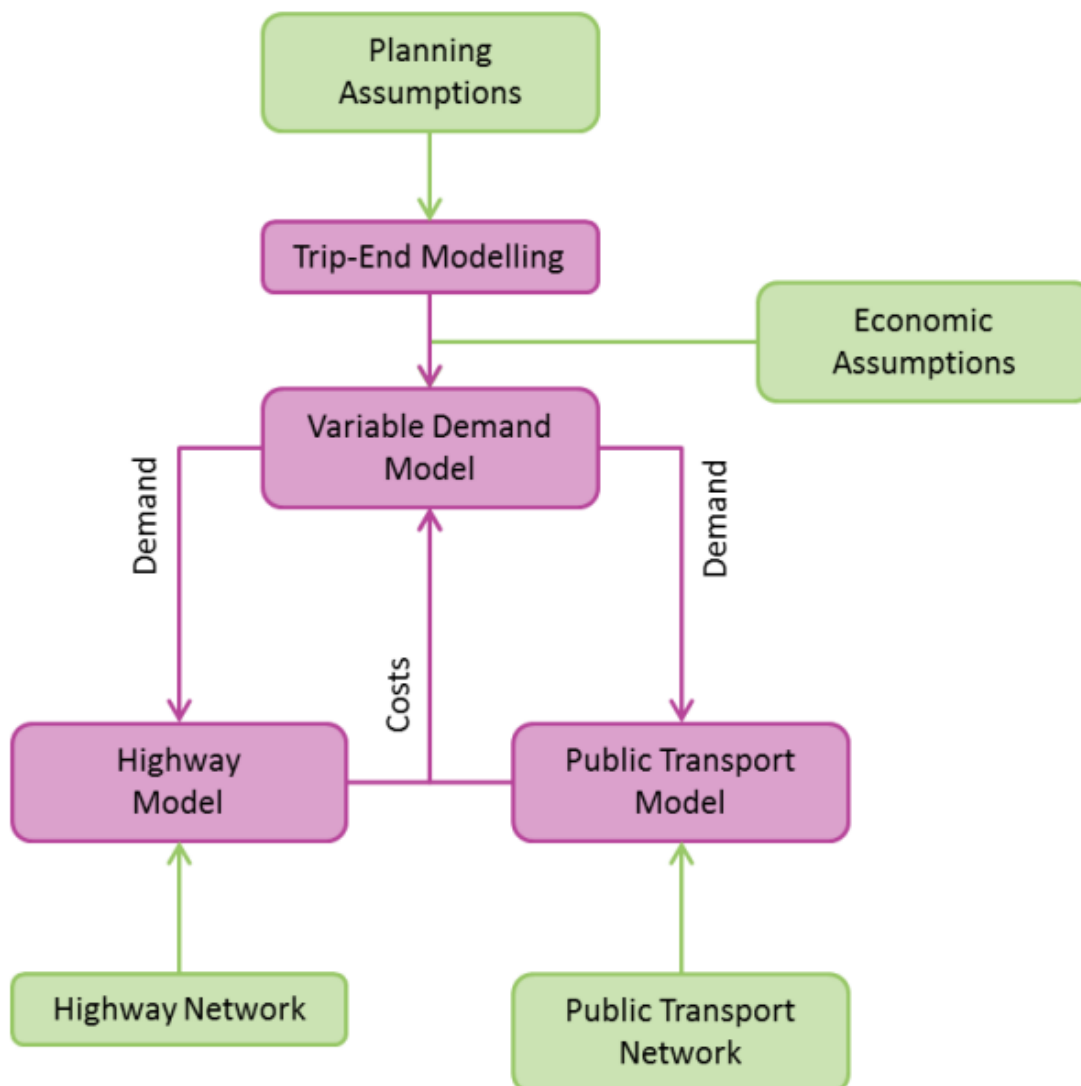 Planning
Assumptions
Trip-End Modelling
Economic
Assumptions
Variable Demand
Model
Demand
Demand
Costs
Highway
Model
Public Transport
Model
Highway Network
Public Transport
Network